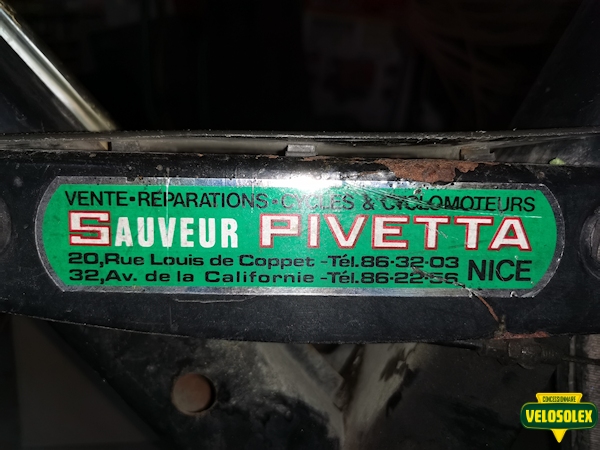 VENTE•RÉPARATIONS•CYCLES & CYCLOMOTEURS
SAUVEUR PIVETTA
20,Rue Louis de Coppet-Tél.86-32-03
32,Av. de la Californie-Tél.86-22-56
NICE
CONCESSIONNAIRE
VELOSOLEX